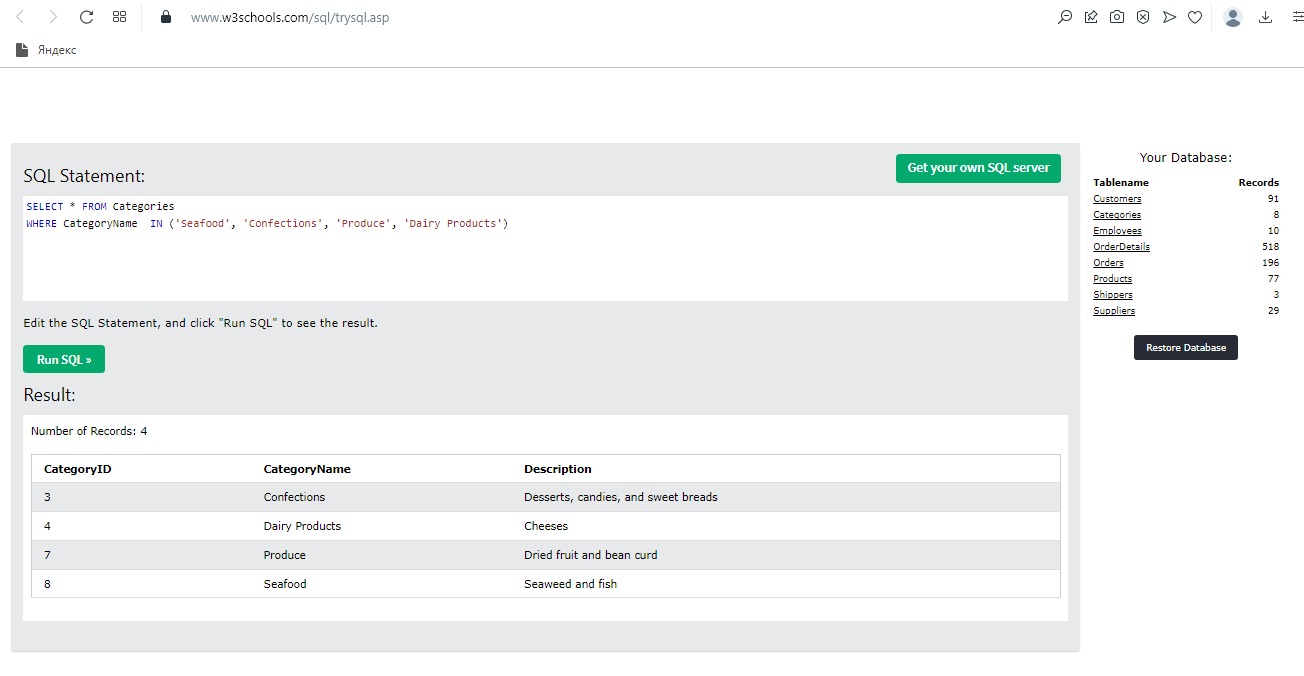 www.w3schools.com/sql/trysql.asp
Яндекс
SQL Statement:
Get your own SQL server
SELECT * FROM Categories
WHERE CategoryName  IN ('Seafood', 'Confections', 'Produce', 'Dairy Products')
Edit the SQL Statement, and click "Run SQL" to see the result.
Run SQL »
Result:
Number of Records: 4
CategoryID CategoryName Description
3 Confections Desserts, candies, and sweet breads
4 Dairy Products Cheeses
7 Produce Dried fruit and bean curd
8 Seafood Seaweed and fish
Your Database:
Tablename Records
Customers 91
Categories 8
Employees 10
OrderDetails 518
Orders 196
Products 77
Shippers 3
Suppliers 29
Restore Database